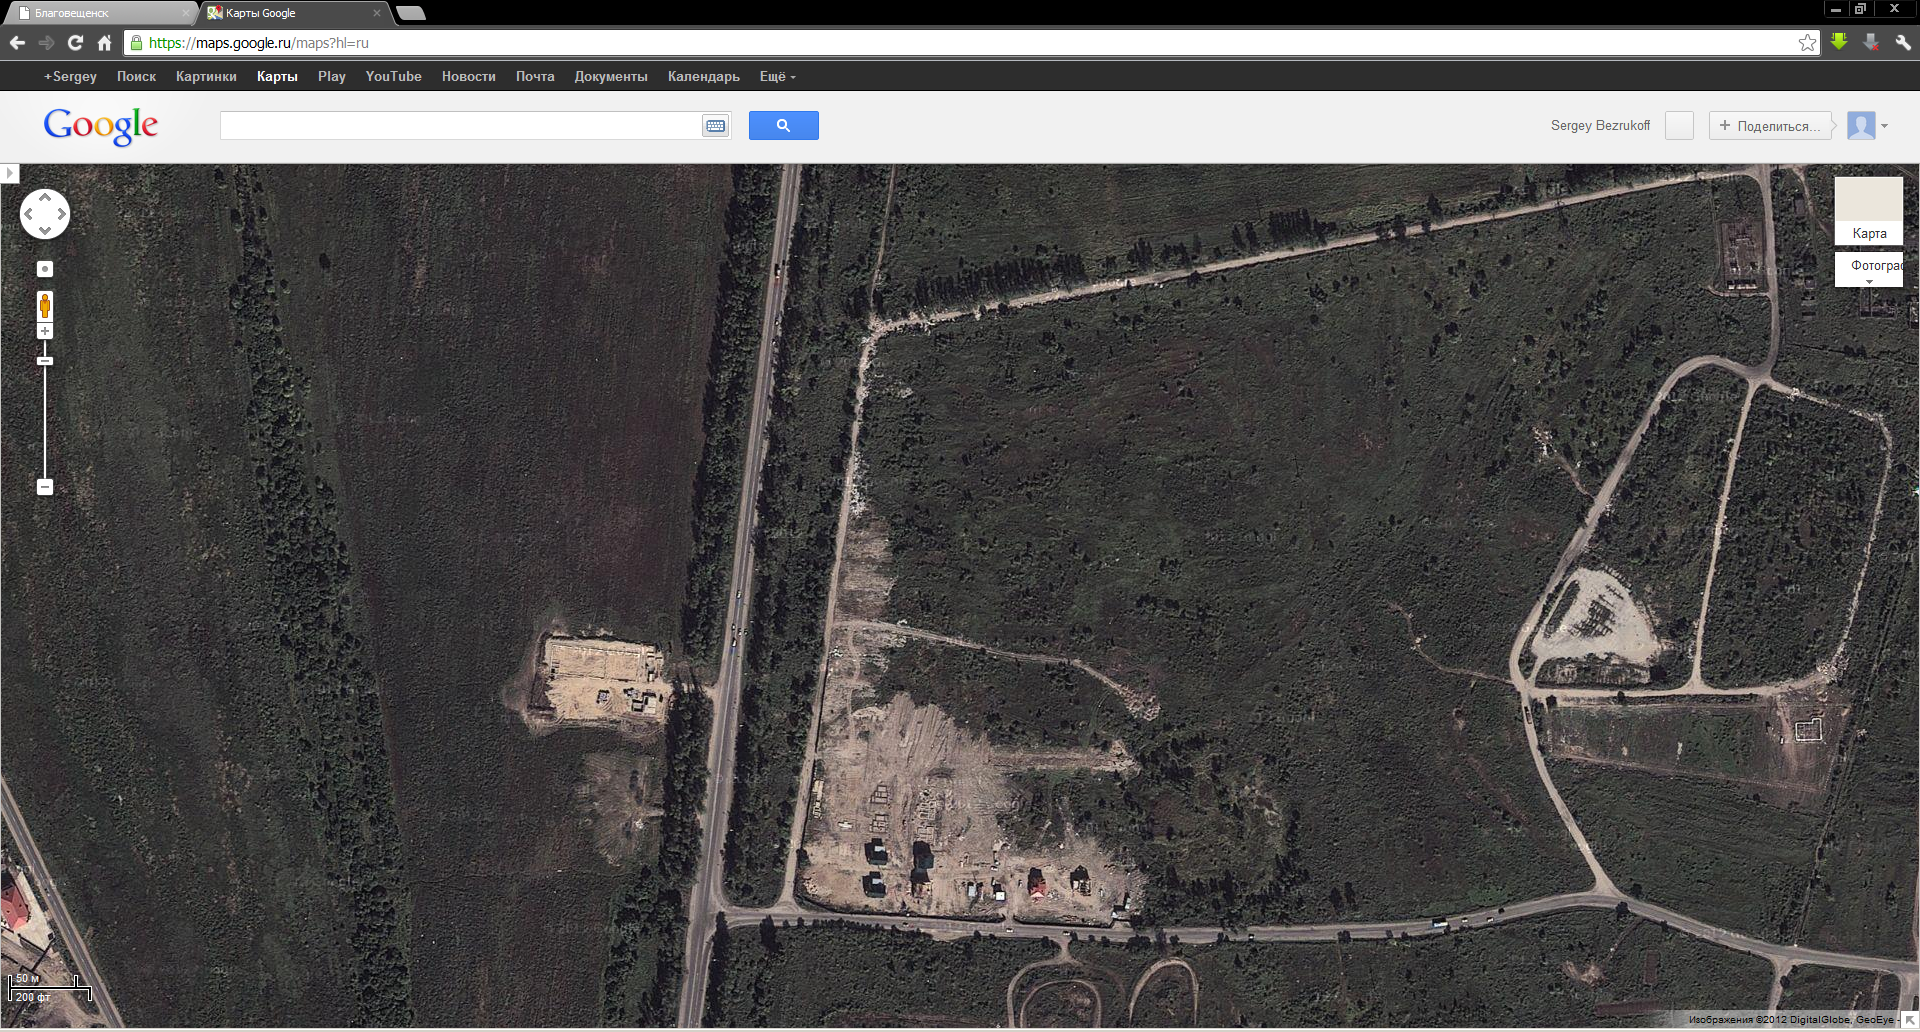 Благовещенск
Карты Google
https://maps.google.ru/maps?hl=ru
+Sergey Поиск Картинки Карты Play YouTube Новости Почта Документы Календарь Ещё
Google
Sergey Bezrukoff
+ Поделиться...
Карта
Фотограф
50 м
200 фт
Изображения ©2012 DigitalGlobe, GeoEye -